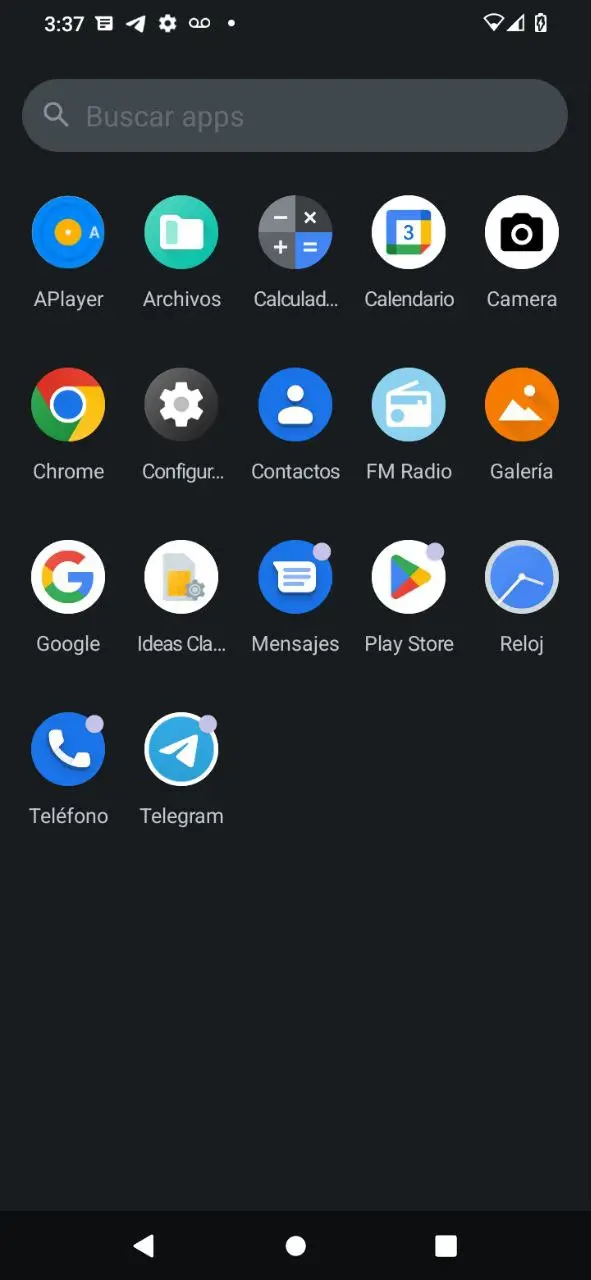 3:37
Buscar apps
A
APlayer
Archivos
Calculad...
3
Calendario
Camera
Chrome
Configur...
Contactos
FM Radio
Galería
G
Google
Ideas Cla...
Mensajes
Play Store
Reloj
Teléfono
Telegram